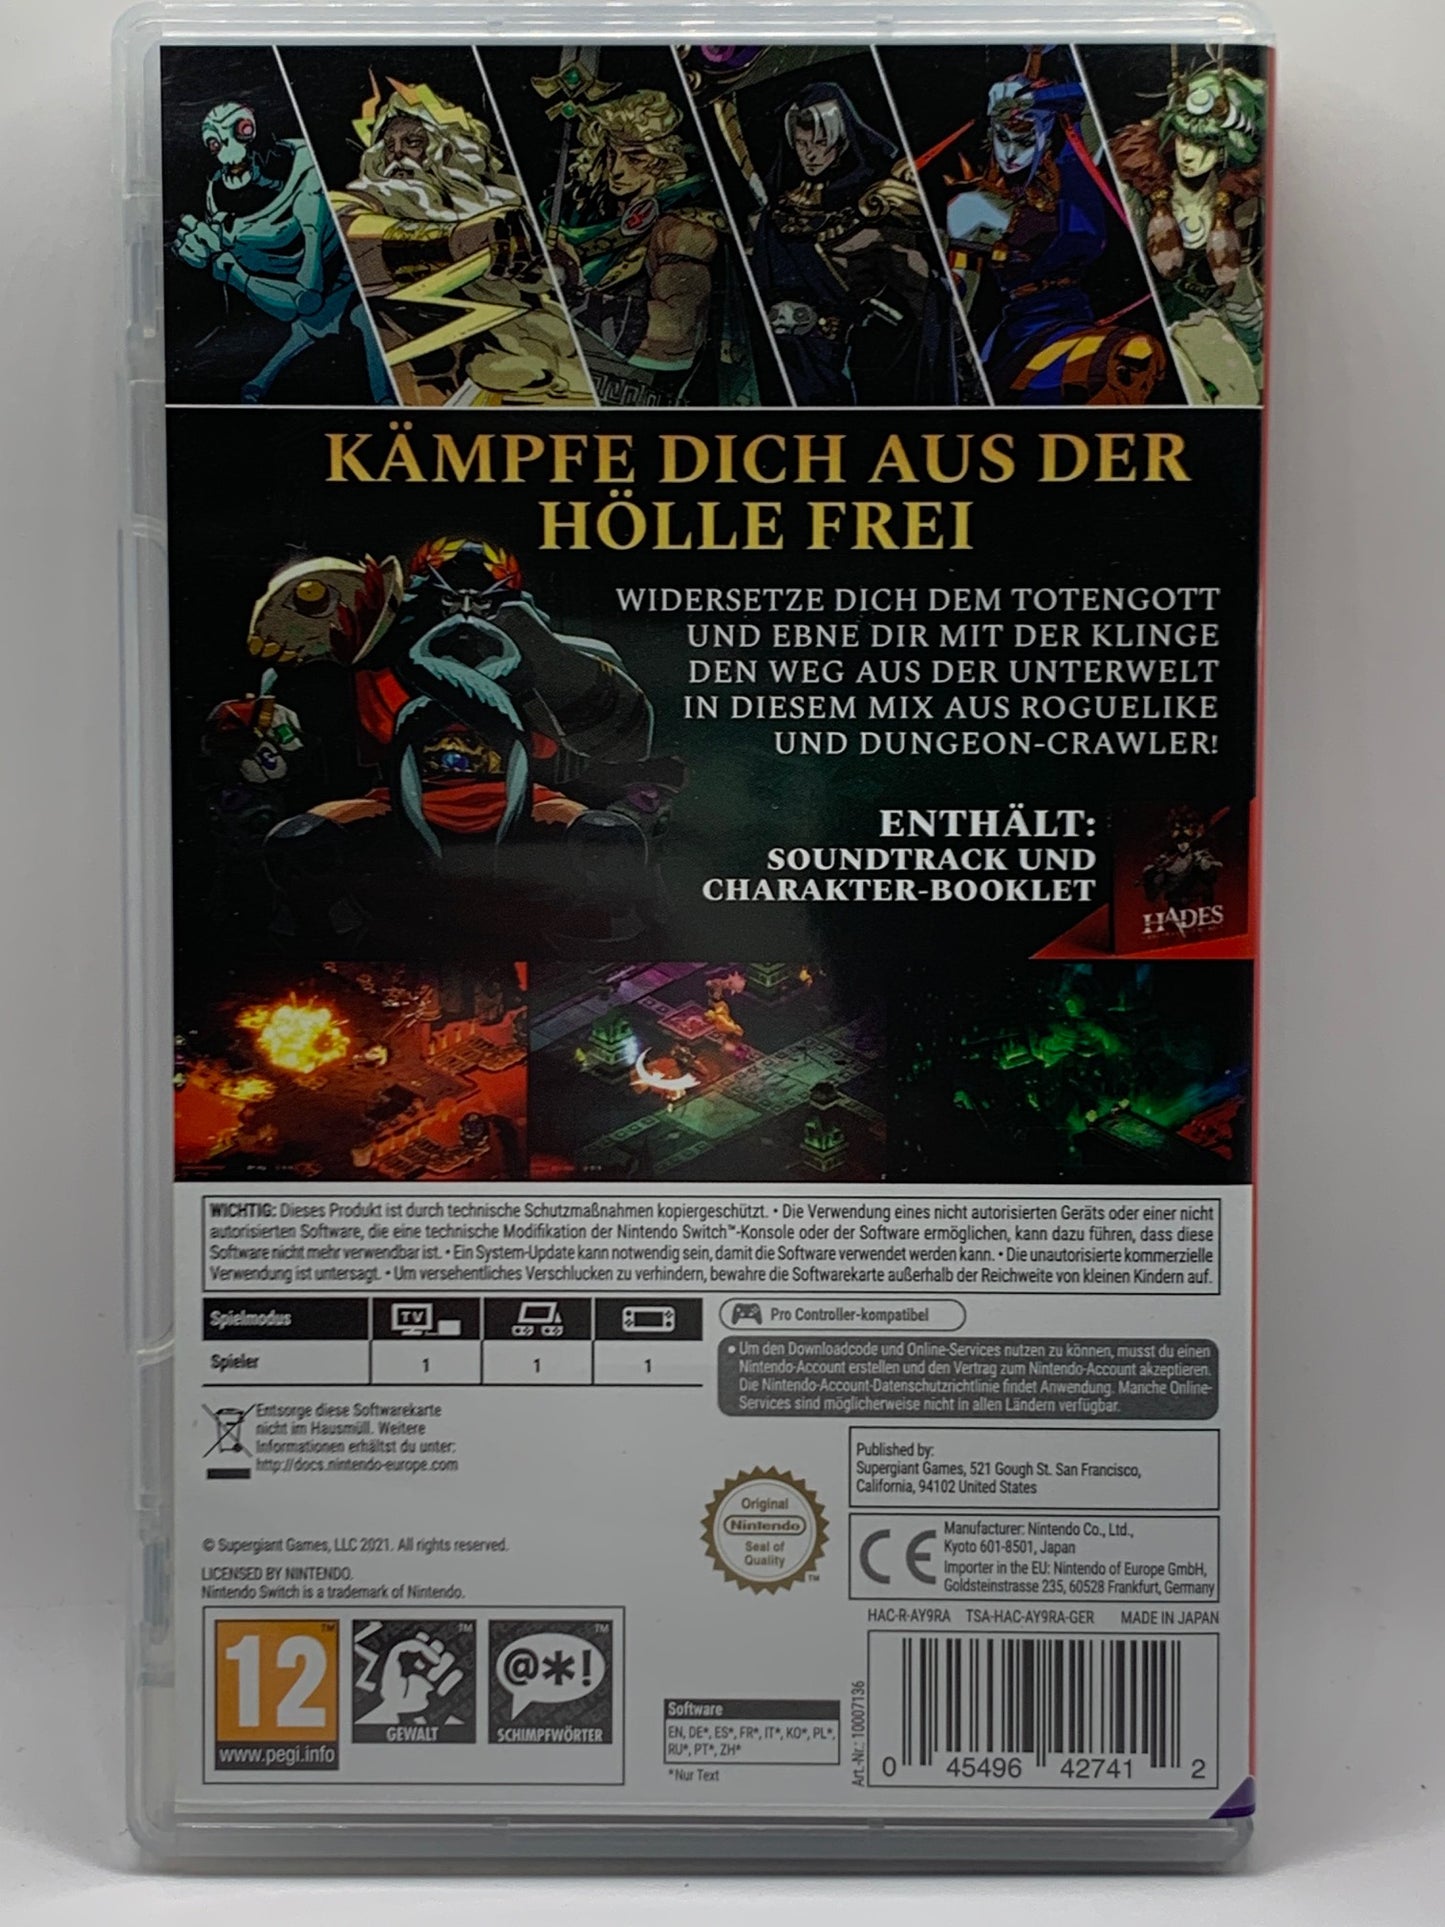 KÄMPFE DICH AUS DER
HÖLLE FREI
WIDERSETZE DICH DEM TOTENGOTT
UND EBNE DIR MIT DER KLINGE
DEN WEG AUS DER UNTERWELT
IN DIESEM MIX AUS ROGUELIKE
UND DUNGEON-CRAWLER!
ENTHÄLT:
SOUNDTRACK UND
CHARAKTER-BOOKLET
HADES
WICHTIG: Dieses Produkt ist durch technische Schutzmaßnahmen kopiergeschützt. • Die Verwendung eines nicht autorisierten Geräts oder einer nicht
autorisierten Software, die eine technische Modifikation der Nintendo Switch™-Konsole oder der Software ermöglichen, kann dazu führen, dass diese
Software nicht mehr verwendbar ist. • Ein System-Update kann notwendig sein, damit die Software verwendet werden kann. • Die unautorisierte kommerzielle
Verwendung ist untersagt. • Um versehentliches Verschlucken zu verhindern, bewahre die Softwarekarte außerhalb der Reichweite von kleinen Kindern auf.
Spielmodus TV
Spieler 1 1 1
Pro Controller-kompatibel
• Um den Downloadcode und Online-Services nutzen zu können, musst du einen
Nintendo-Account erstellen und den Vertrag zum Nintendo-Account akzeptieren.
Die Nintendo-Account-Datenschutzrichtlinie findet Anwendung. Manche Online-
Services sind möglicherweise nicht in allen Ländern verfügbar.
Entsorge diese Softwarekarte
nicht im Hausmüll. Weitere
Informationen erhältst du unter:
http://docs.nintendo-europe.com
Published by:
Supergiant Games, 521 Gough St. San Francisco,
California, 94102 United States
Original
Nintendo
Seal of
Quality
TM
CE
Manufacturer: Nintendo Co., Ltd.,
Kyoto 601-8501, Japan
Importer in the EU: Nintendo of Europe GmbH,
Goldsteinstrasse 235, 60528 Frankfurt, Germany
© Supergiant Games, LLC 2021. All rights reserved.
LICENSED BY NINTENDO.
Nintendo Switch is a trademark of Nintendo.
HAC-R-AY9RA TSA-HAC-AY9RA-GER MADE IN JAPAN
12 TM
www.pegi.info
TM
GEWALT
@*! TM
SCHIMPFWÖRTER
Software
EN, DE*, ES*, FR*, IT*, KO*, PL*,
RU*, PT*, ZH*
*Nur Text
Art.-Nr.: 10007136
0 45496 42741 2